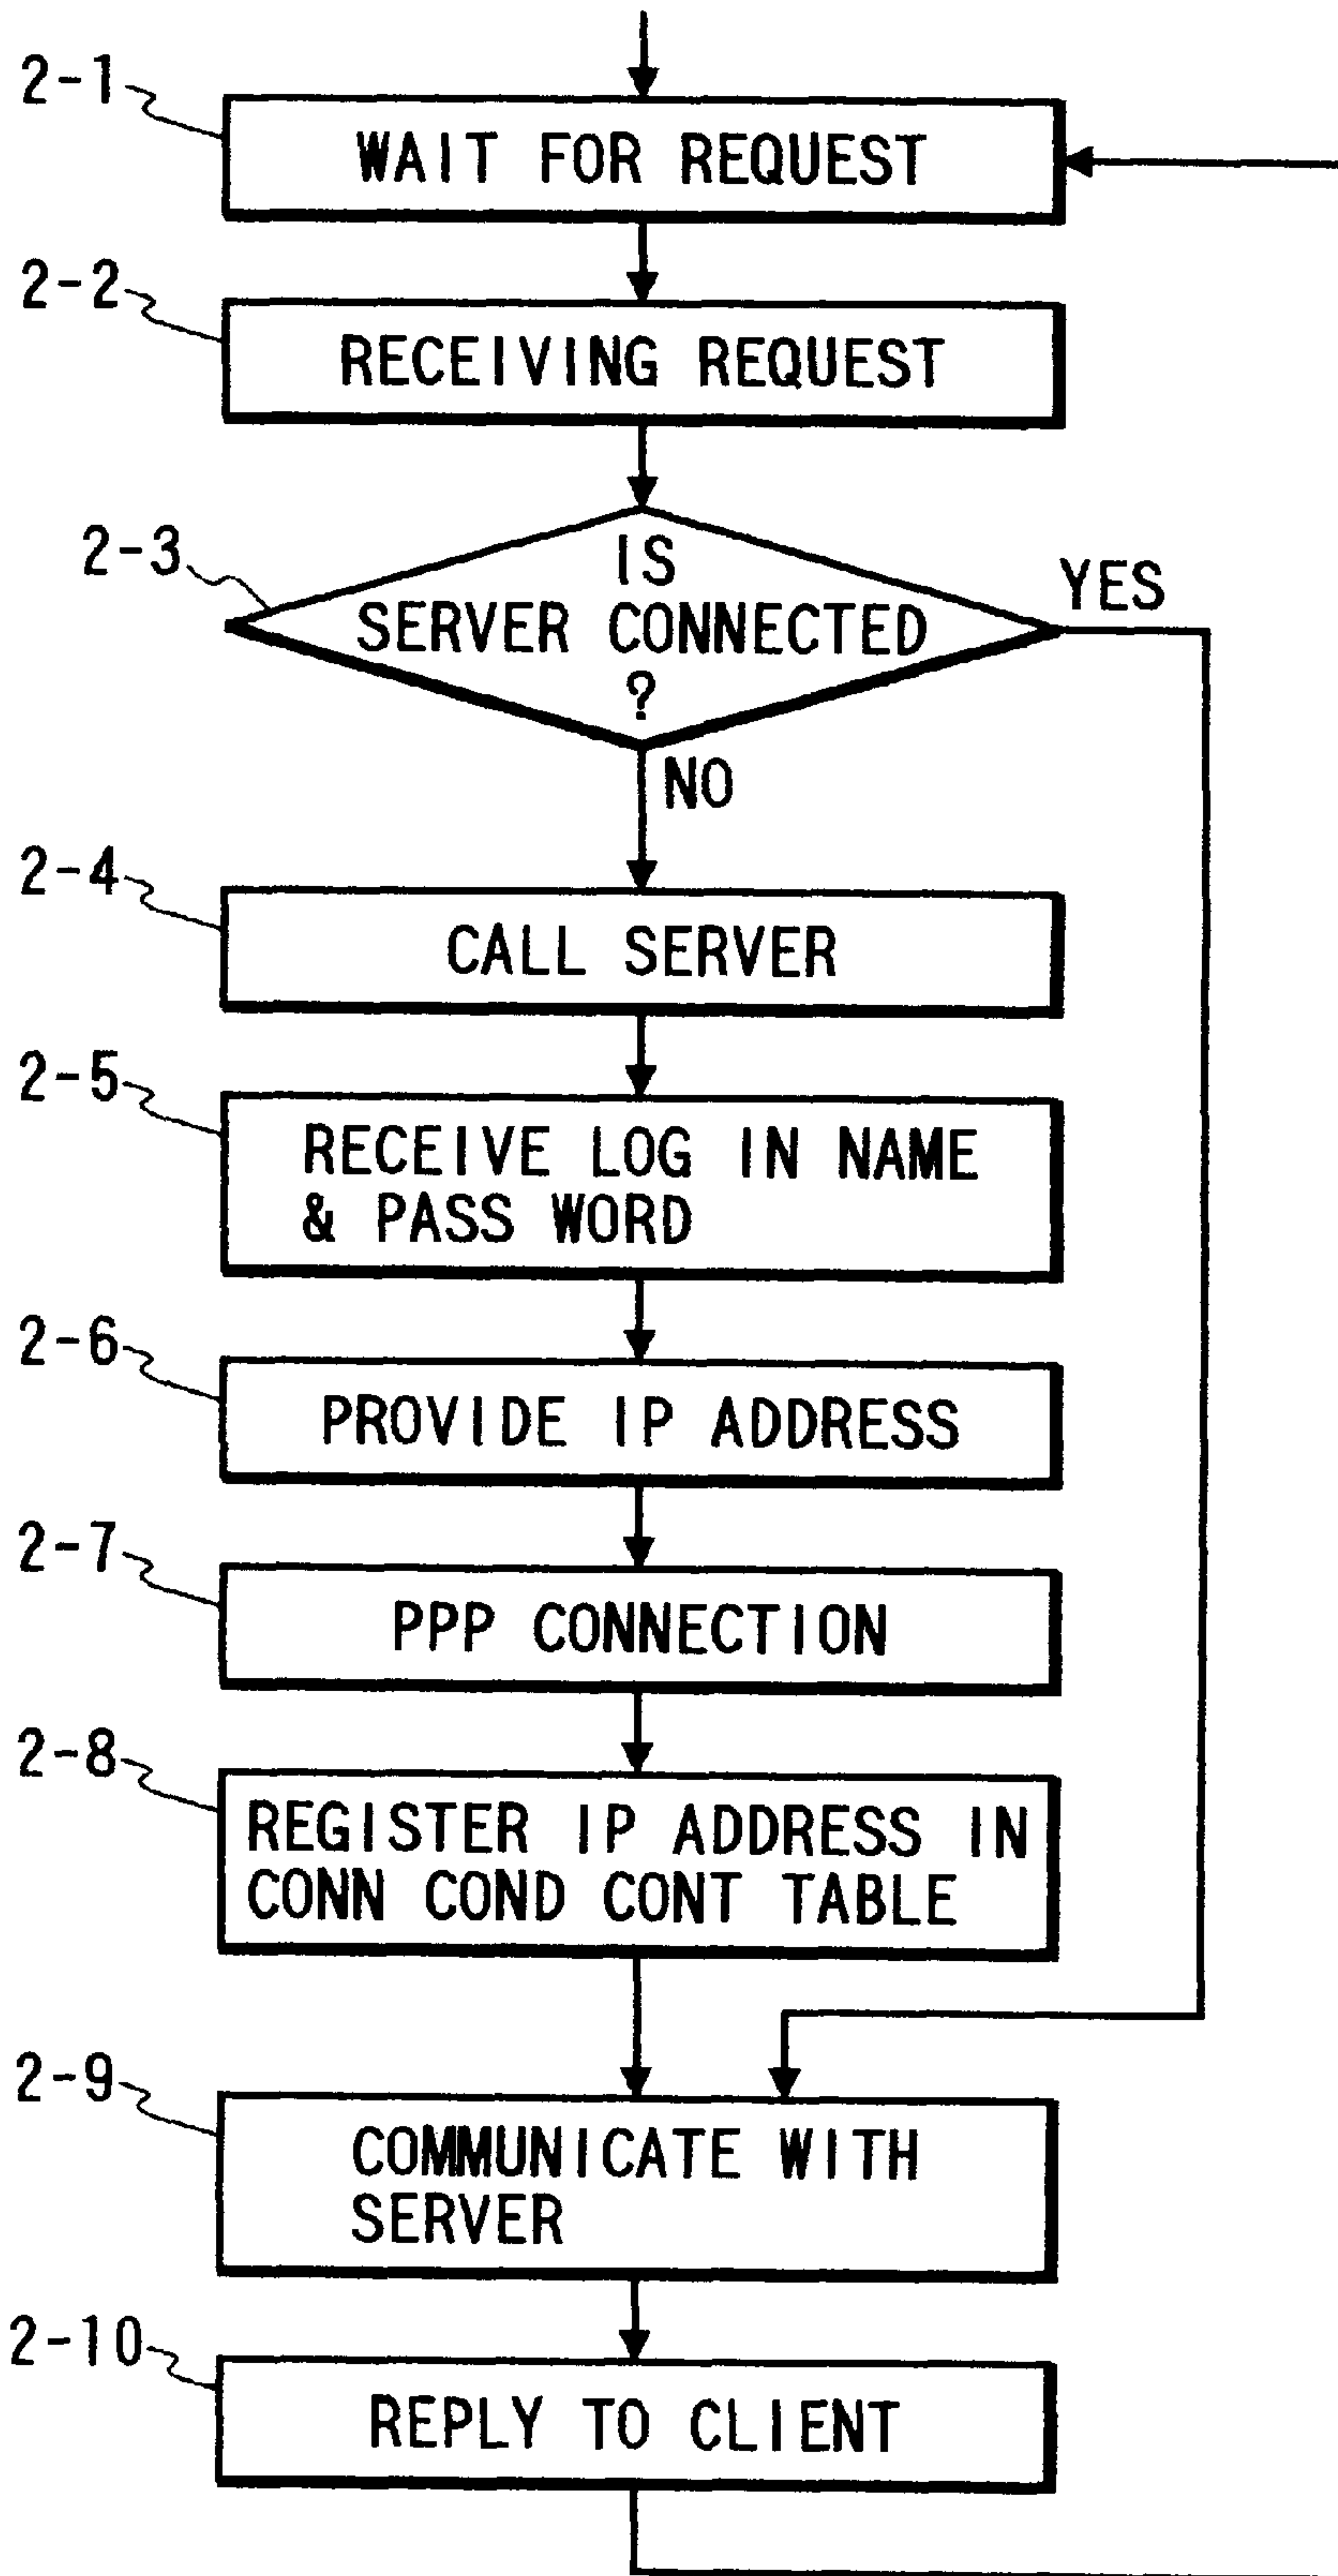 2-1
WAIT FOR REQUEST
2-2
RECEIVING REQUEST
2-3
IS
SERVER CONNECTED
?
YES
NO
2-4
CALL SERVER
2-5
RECEIVE LOG IN NAME
& PASS WORD
2-6
PROVIDE IP ADDRESS
2-7
PPP CONNECTION
2-8
REGISTER IP ADDRESS IN
CONN COND CONT TABLE
2-9
COMMUNICATE WITH
SERVER
2-10
REPLY TO CLIENT